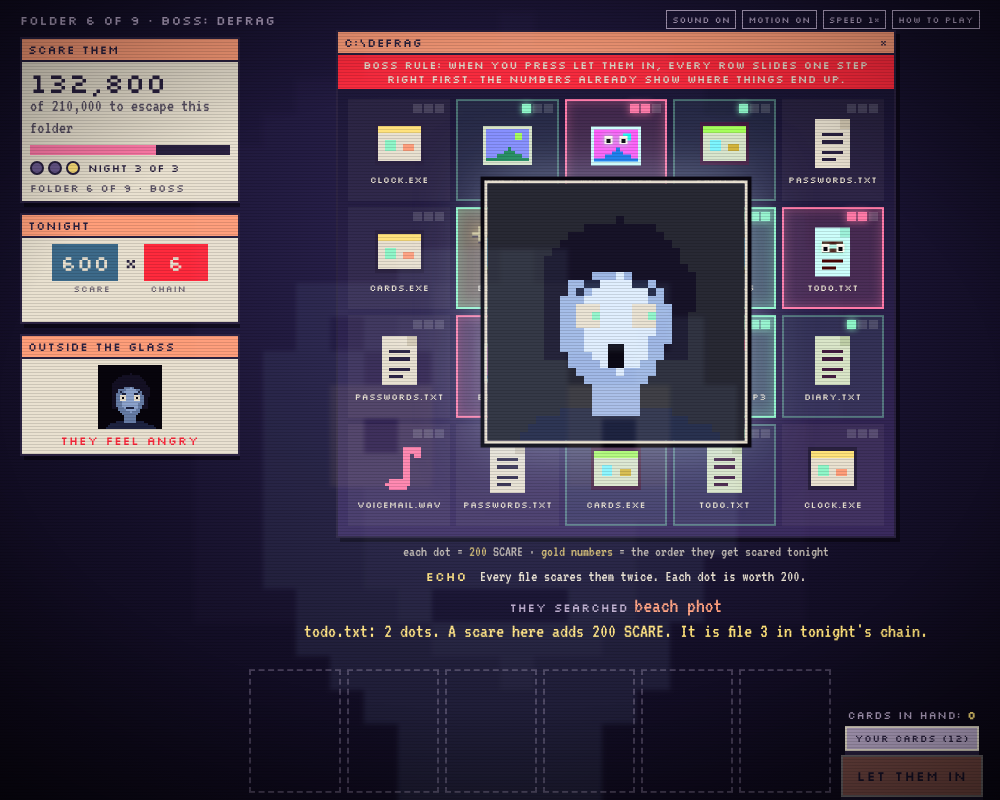 FOLDER 6 OF 9 · BOSS: DEFRAG
SOUND ON
MOTION ON
SPEED 1×
HOW TO PLAY
SCARE THEM
132,800
of 210,000 to escape this
folder
NIGHT 3 OF 3
FOLDER 6 OF 9 · BOSS
TONIGHT
600 × 6
SCARE CHAIN
OUTSIDE THE GLASS
THEY FEEL ANGRY
C:\DEFRAG ×
BOSS RULE: WHEN YOU PRESS LET THEM IN, EVERY ROW SLIDES ONE STEP
RIGHT FIRST. THE NUMBERS ALREADY SHOW WHERE THINGS END UP.
CLOCK.EXE
PASSWORDS.TXT
CARDS.EXE
TODO.TXT
PASSWORDS.TXT
P3
DIARY.TXT
VOICEMAIL.WAV
PASSWORDS.TXT
CARDS.EXE
TODO.TXT
CLOCK.EXE
each dot = 200 SCARE · gold numbers = the order they get scared tonight
ECHO Every file scares them twice. Each dot is worth 200.
THEY SEARCHED beach phot
todo.txt: 2 dots. A scare here adds 200 SCARE. It is file 3 in tonight's chain.
CARDS IN HAND: 0
YOUR CARDS (12)
LET THEM IN